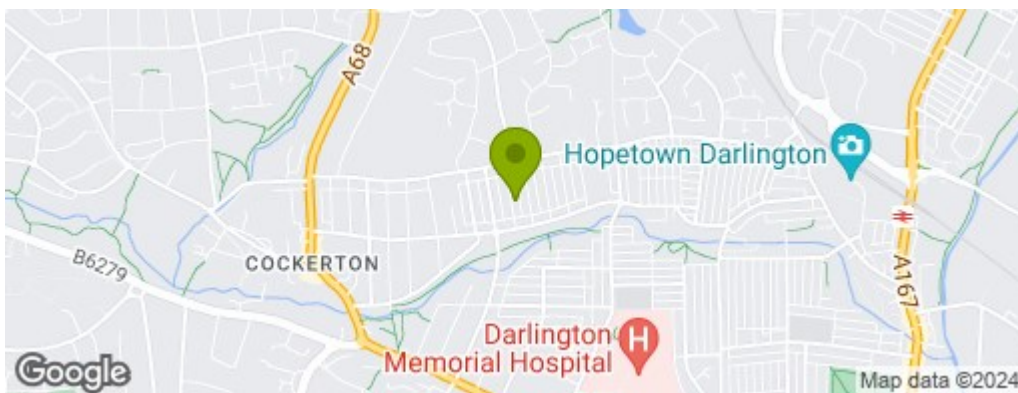 A68
Hopetown Darlington
COCKERTON
B6279
A167
Darlington
Memorial Hospital
H
Google
Map data ©2024